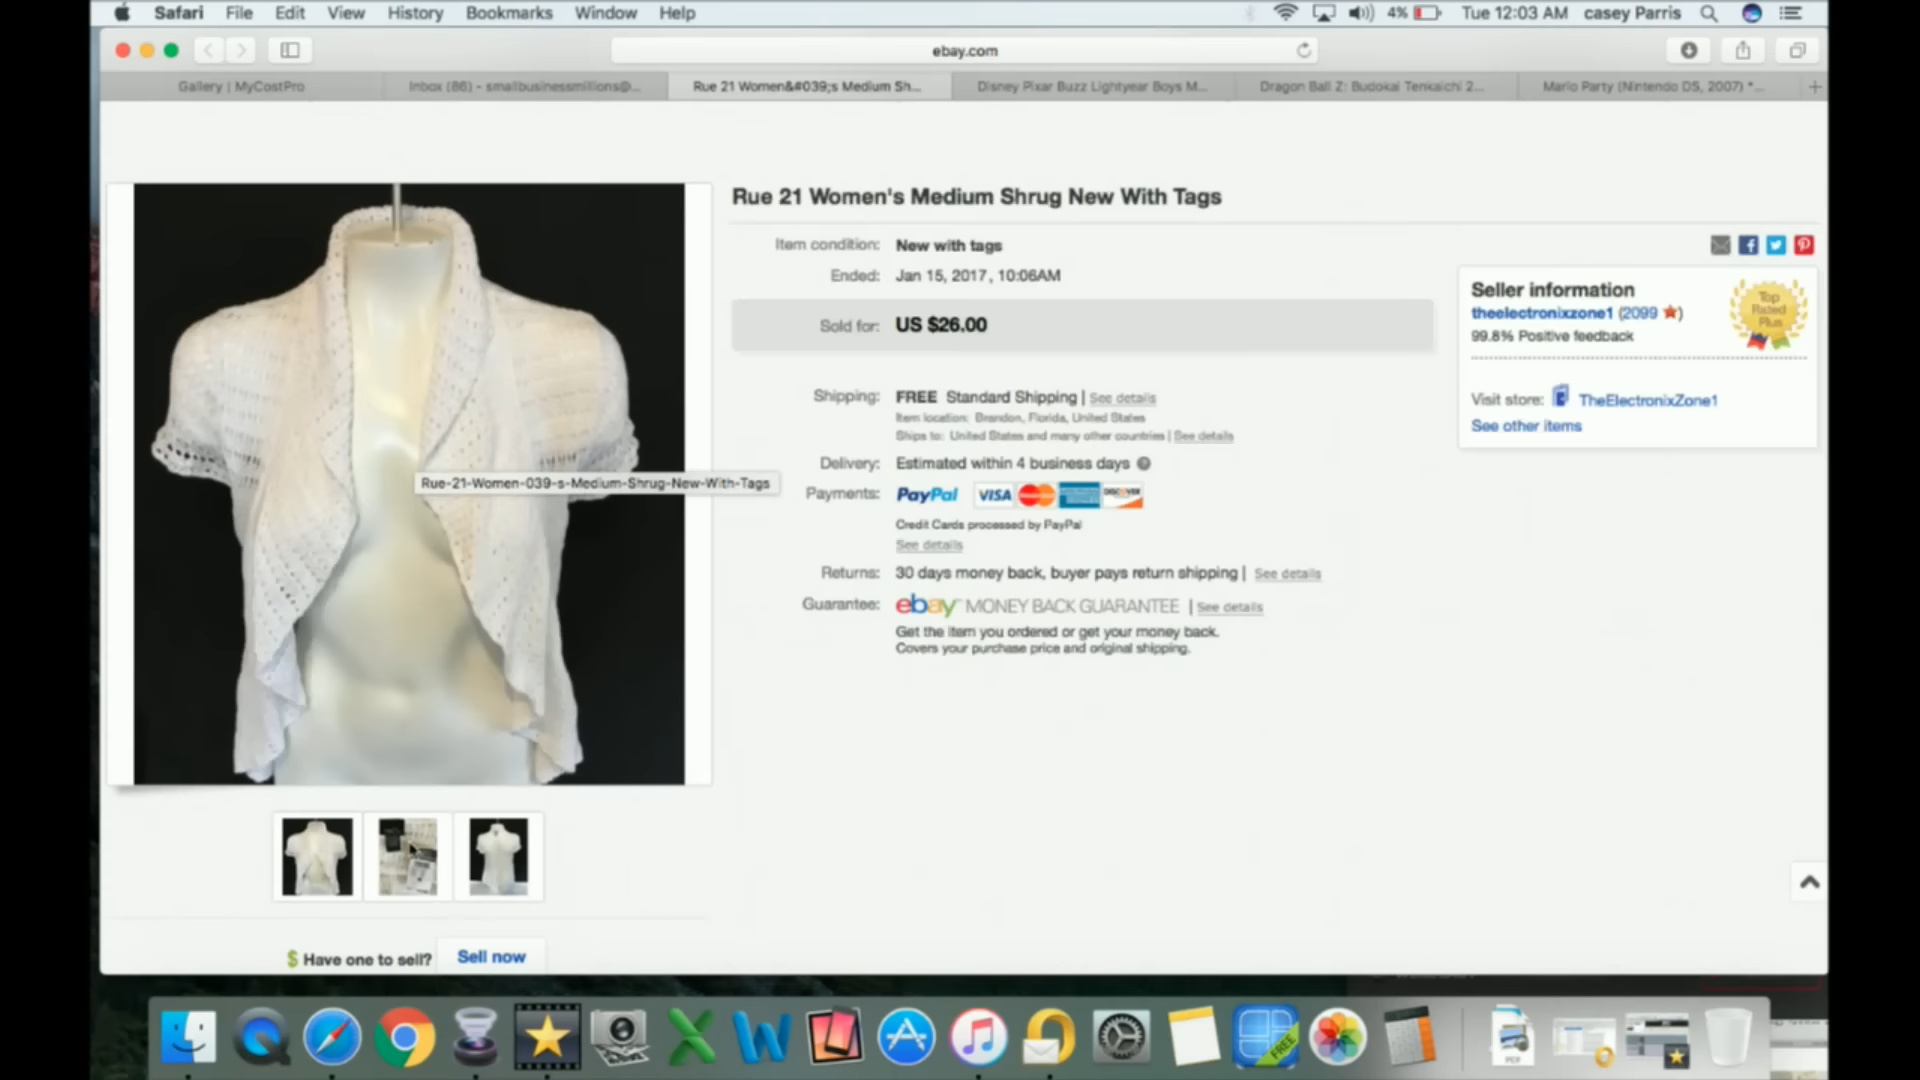 Safari File Edit View History Bookmarks Window Help 4% Tue 12:03 AM casey Parris
ebay.com
Gallery | MyCostPro
Inbox (86) - smallbusinessmillions@...
Rue 21 Women&#039;s Medium Sh...
Disney Pixar Buzz Lightyear Boys M...
Dragon Ball Z: Budokai Tenkaichi 2...
Mario Party (Nintendo DS, 2007) *...
Rue 21 Women's Medium Shrug New With Tags
Item condition: New with tags
Ended: Jan 15, 2017, 10:06AM
Sold for: US $26.00
Shipping: FREE Standard Shipping | See details
Item location: Brandon, Florida, United States
Ships to: United States and many other countries | See details
Delivery: Estimated within 4 business days
Payments: PayPal VISA MasterCard DISCOVER
Credit Cards processed by PayPal
See details
Returns: 30 days money back, buyer pays return shipping | See details
Guarantee: ebay MONEY BACK GUARANTEE | See details
Get the item you ordered or get your money back.
Covers your purchase price and original shipping.
Seller information
theelectronixzone1 (2099)
99.8% Positive feedback
Top
Rated
Plus
Visit store: TheElectronixZone1
See other items
Rue-21-Women-039-s-Medium-Shrug-New-With-Tags
$ Have one to sell? Sell now
FREE
PDF